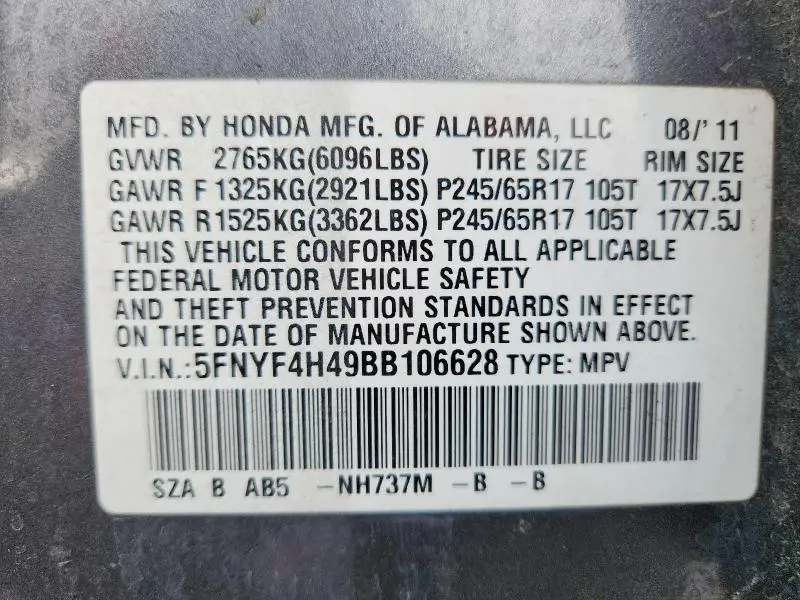 MFD. BY HONDA MFG. OF ALABAMA, LLC 08/'11
GVWR 2765KG(6096LBS) TIRE SIZE RIM SIZE
GAWR F 1325KG(2921LBS) P245/65R17 105T 17X7.5J
GAWR R 1525KG(3362LBS) P245/65R17 105T 17X7.5J
THIS VEHICLE CONFORMS TO ALL APPLICABLE
FEDERAL MOTOR VEHICLE SAFETY
AND THEFT PREVENTION STANDARDS IN EFFECT
ON THE DATE OF MANUFACTURE SHOWN ABOVE.
V.I.N.:5FNYF4H49BB106628 TYPE: MPV
SZA B AB5 -NH737M -B -B